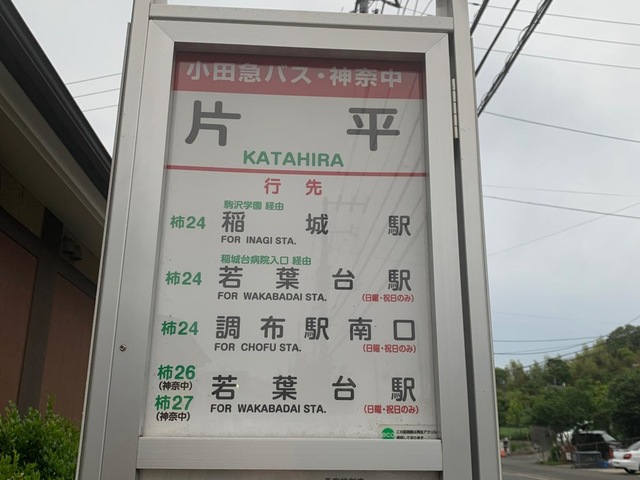 小田急バス・神奈中
片平
KATAHIRA
行先
駒沢学園 経由
柿24 稲城駅
FOR INAGI STA.
稲城台病院入口 経由
柿24 若葉台駅
FOR WAKABADAI STA. (日曜・祝日のみ)
柿24 調布駅南口
FOR CHOFU STA. (日曜・祝日のみ)
柿26
(神奈中)
若葉台駅
柿27
(神奈中)
FOR WAKABADAI STA. (日曜・祝日のみ)